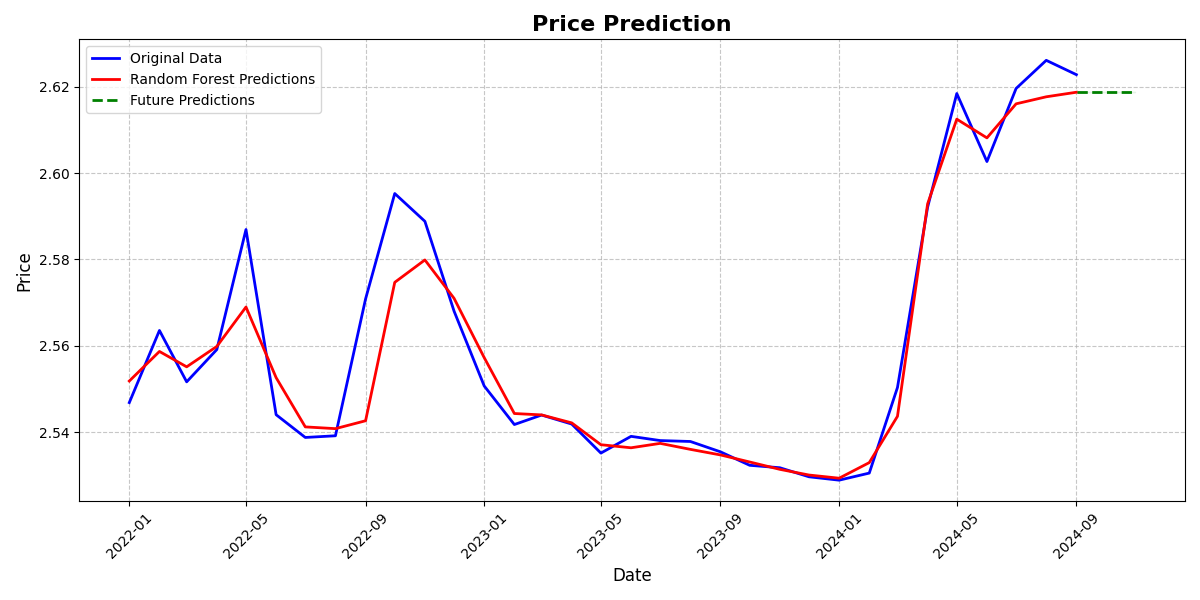 Price Prediction
Original Data
Random Forest Predictions
Future Predictions
Price
2.62
2.60
2.58
2.56
2.54
2022-01
2022-05
2022-09
2023-01
2023-05
2023-09
2024-01
2024-05
2024-09
Date